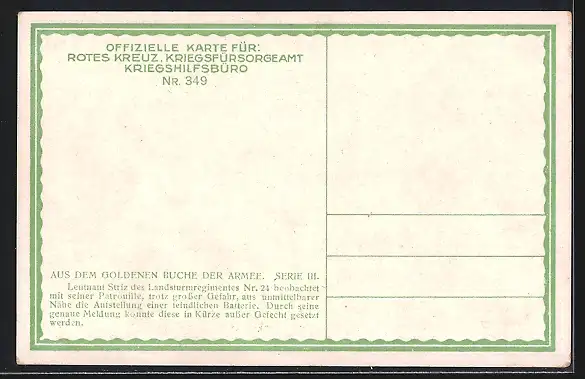 OFFIZIELLE KARTE FÜR:
ROTES KREUZ, KRIEGSFÜRSORGEAMT
KRIEGSHILFSBÜRO
NR. 349
AUS DEM GOLDENEN BUCHE DER ARMEE. SERIE III.
Leutnant Striz des Landsturmregimentes Nr. 24 beobachtet
mit seiner Patrouille, trotz großer Gefahr, aus unmittelbarer
Nähe die Aufstellung einer feindlichen Batterie. Durch seine
genaue Meldung konnte diese in Kürze außer Gefecht gesetzt
werden.